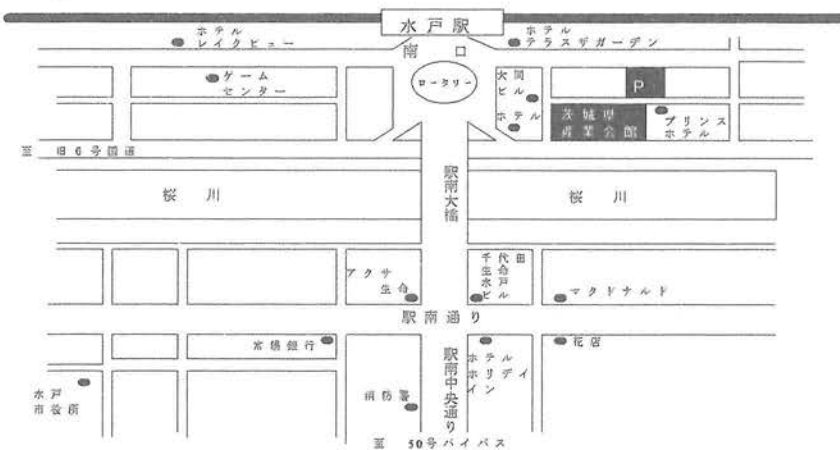 水戸駅
ホテル
レイクビュー
南口
ホテル
テラスザガーデン
ゲーム
センター
ロータリー
大同
ビル
ホテル
P
茨城県
産業会館
プリンス
ホテル
至 旧6号国道
桜川
駅南大橋
桜川
アクサ
生命
千代田
生命
水戸
ビル
マクドナルド
駅南通り
常陽銀行
ホテル
ホリデイ
イン
花店
水戸
市役所
消防署
駅南中央通り
至 50号バイパス